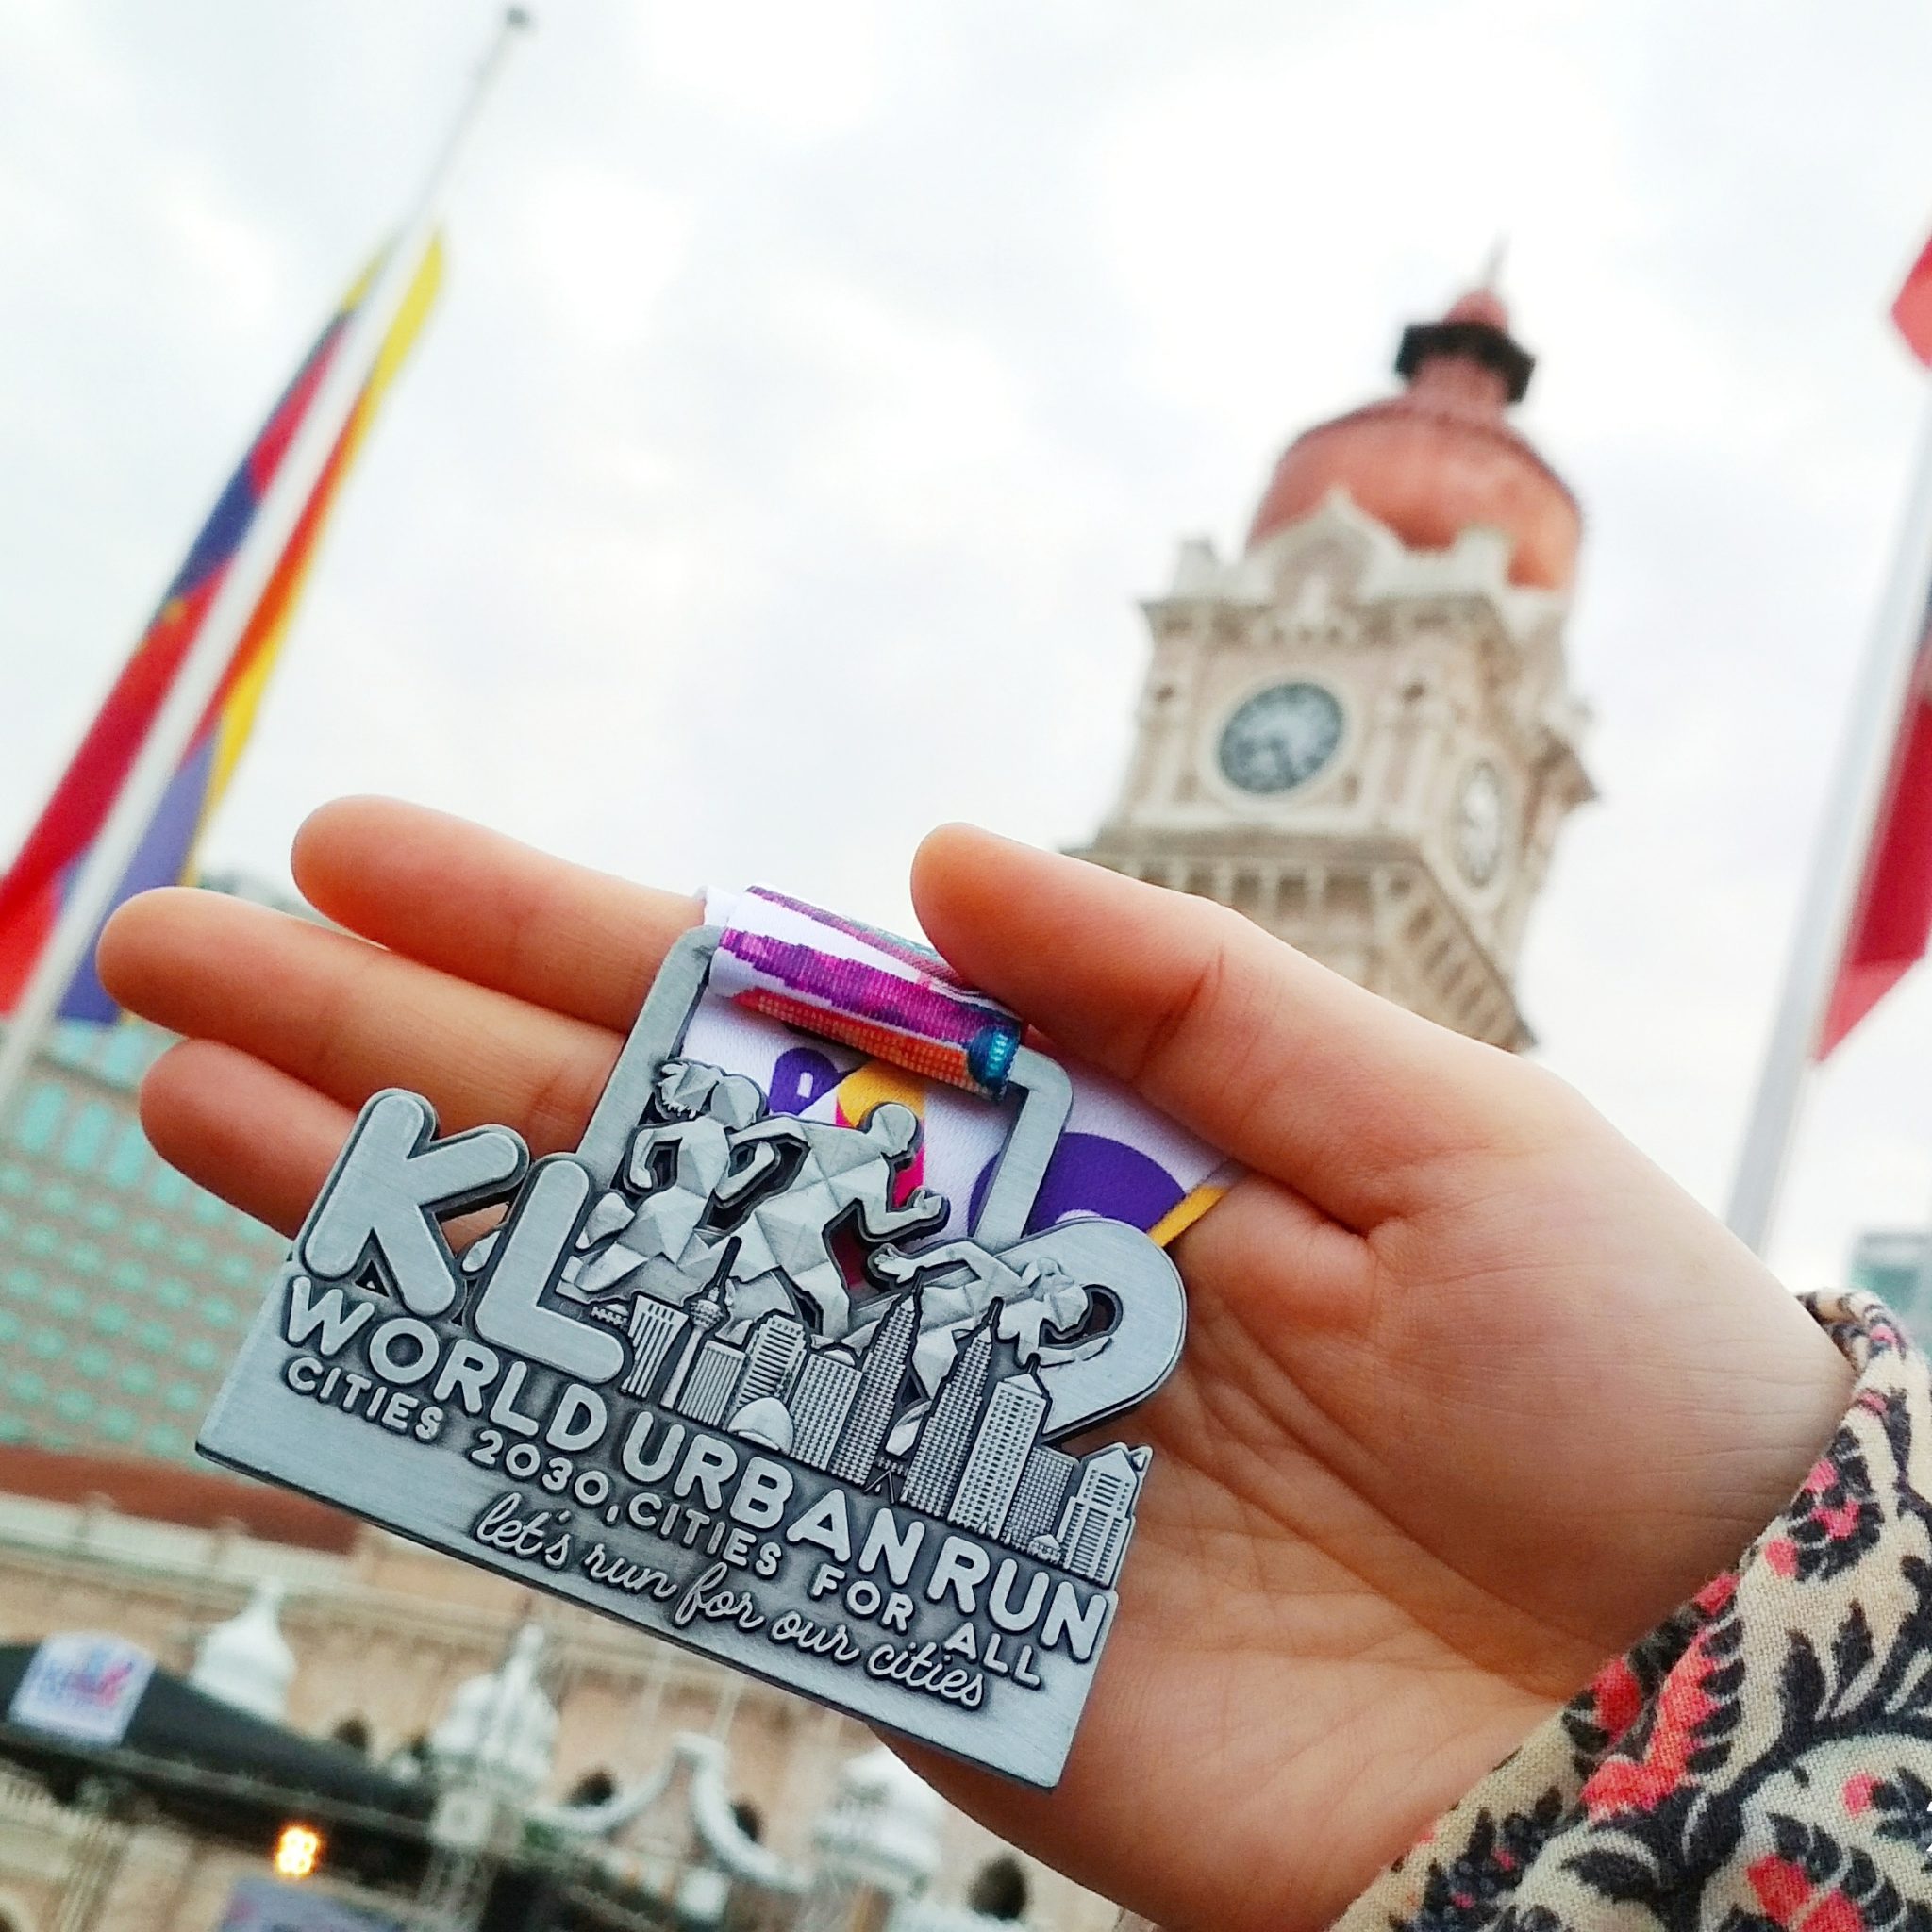 KL
WORLD URBAN RUN
CITIES 2030, CITIES FOR ALL
let's run for our cities